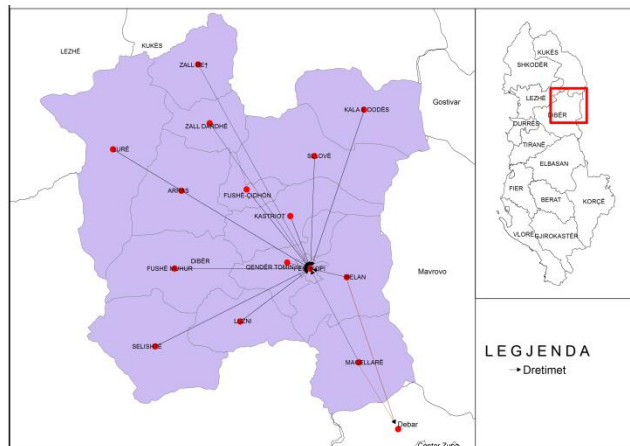 LEZHË
KUKËS
ZALL
ZALL DARDHË
KALA
DODËS
Gostivar
LURË
SLLOVË
ARRAS
FUSHË-ÇIDHËN
KASTRIOT
DIBËR
FUSHË MUHUR
QENDËR TOMIN
MELAN
Mavrovo
LUZNI
SELISHTË
MAQELLARË
Debar
KUKËS
SHKODËR
LEZHË
DIBËR
DURRËS
TIRANË
ELBASAN
FIER
BERAT
KORÇË
VLORË
GJIROKASTËR
LEGJENDA
Dretimet